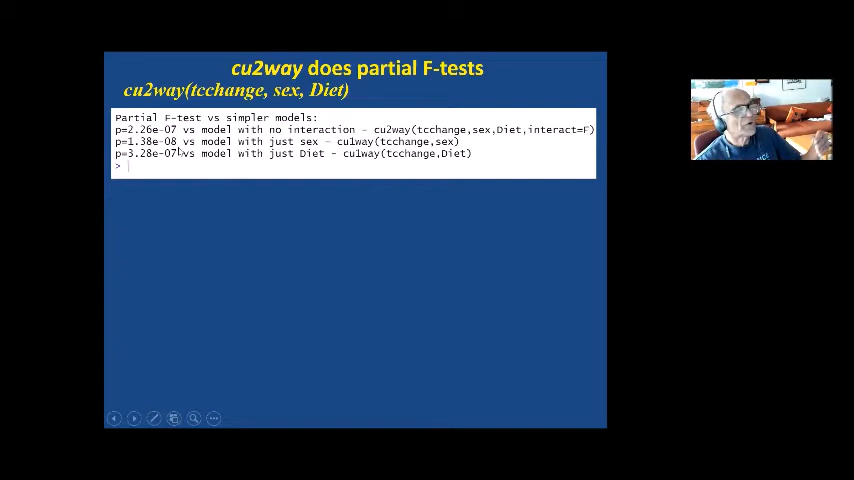 cu2way does partial F-tests
cu2way(tcchange, sex, Diet)
Partial F-test vs simpler models:
p=2.26e-07 vs model with no interaction - cu2way(tcchange,sex,Diet,interact=F)
p=1.38e-08 vs model with just sex - cu1way(tcchange,sex)
p=3.28e-07 vs model with just Diet - cu1way(tcchange,Diet)
>